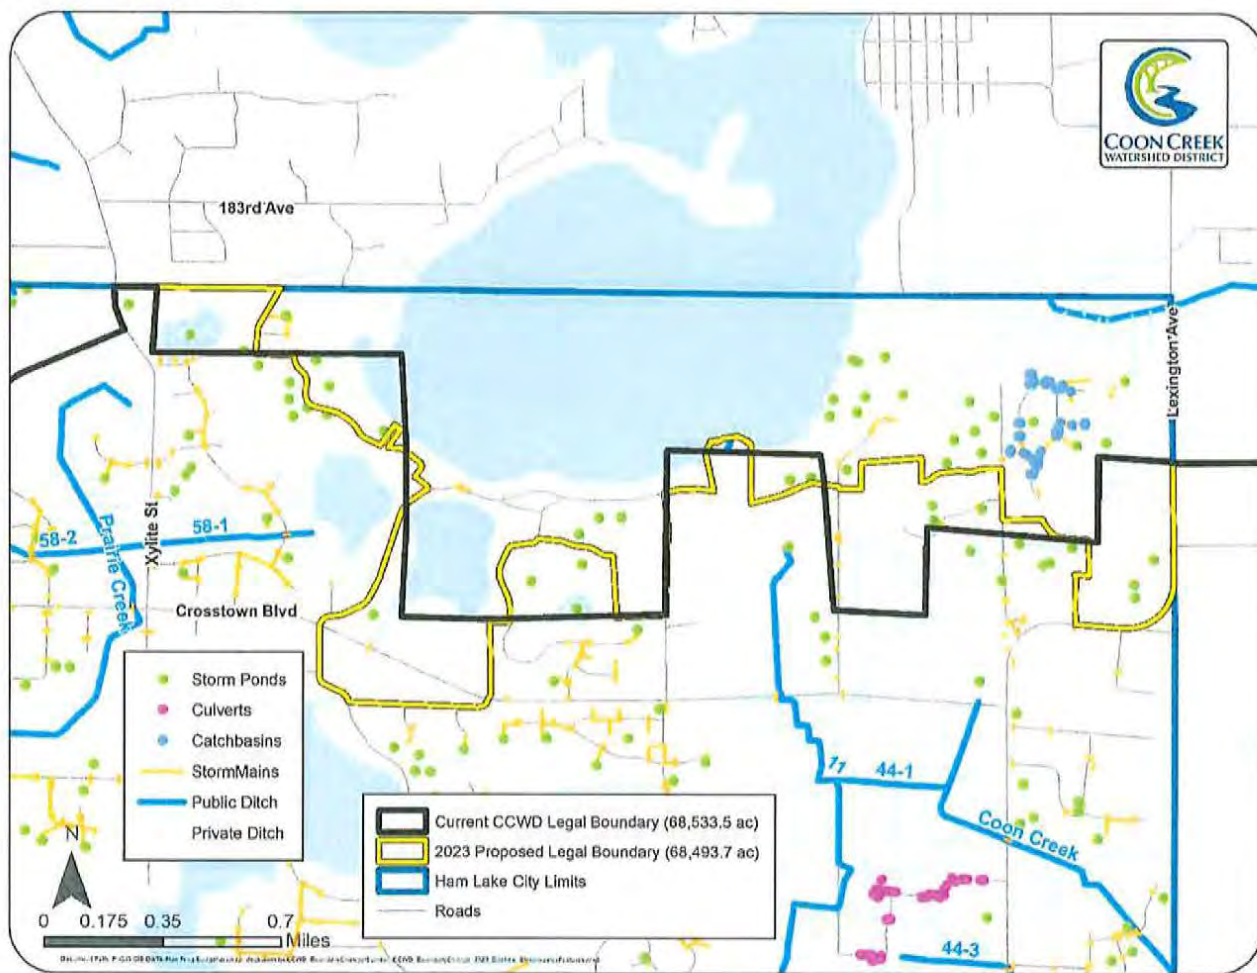 COON CREEK
WATERSHED DISTRICT
183rd Ave
Lexington Ave
Xylite St
58-2
58-1
Prairie Creek
Crosstown Blvd
Storm Ponds
Culverts
Catchbasins
StormMains
Public Ditch
Private Ditch
11
44-1
Coon Creek
44-3
Current CCWD Legal Boundary (68,533.5 ac)
2023 Proposed Legal Boundary (68,493.7 ac)
Ham Lake City Limits
Roads
N
0 0.175 0.35 0.7
Miles